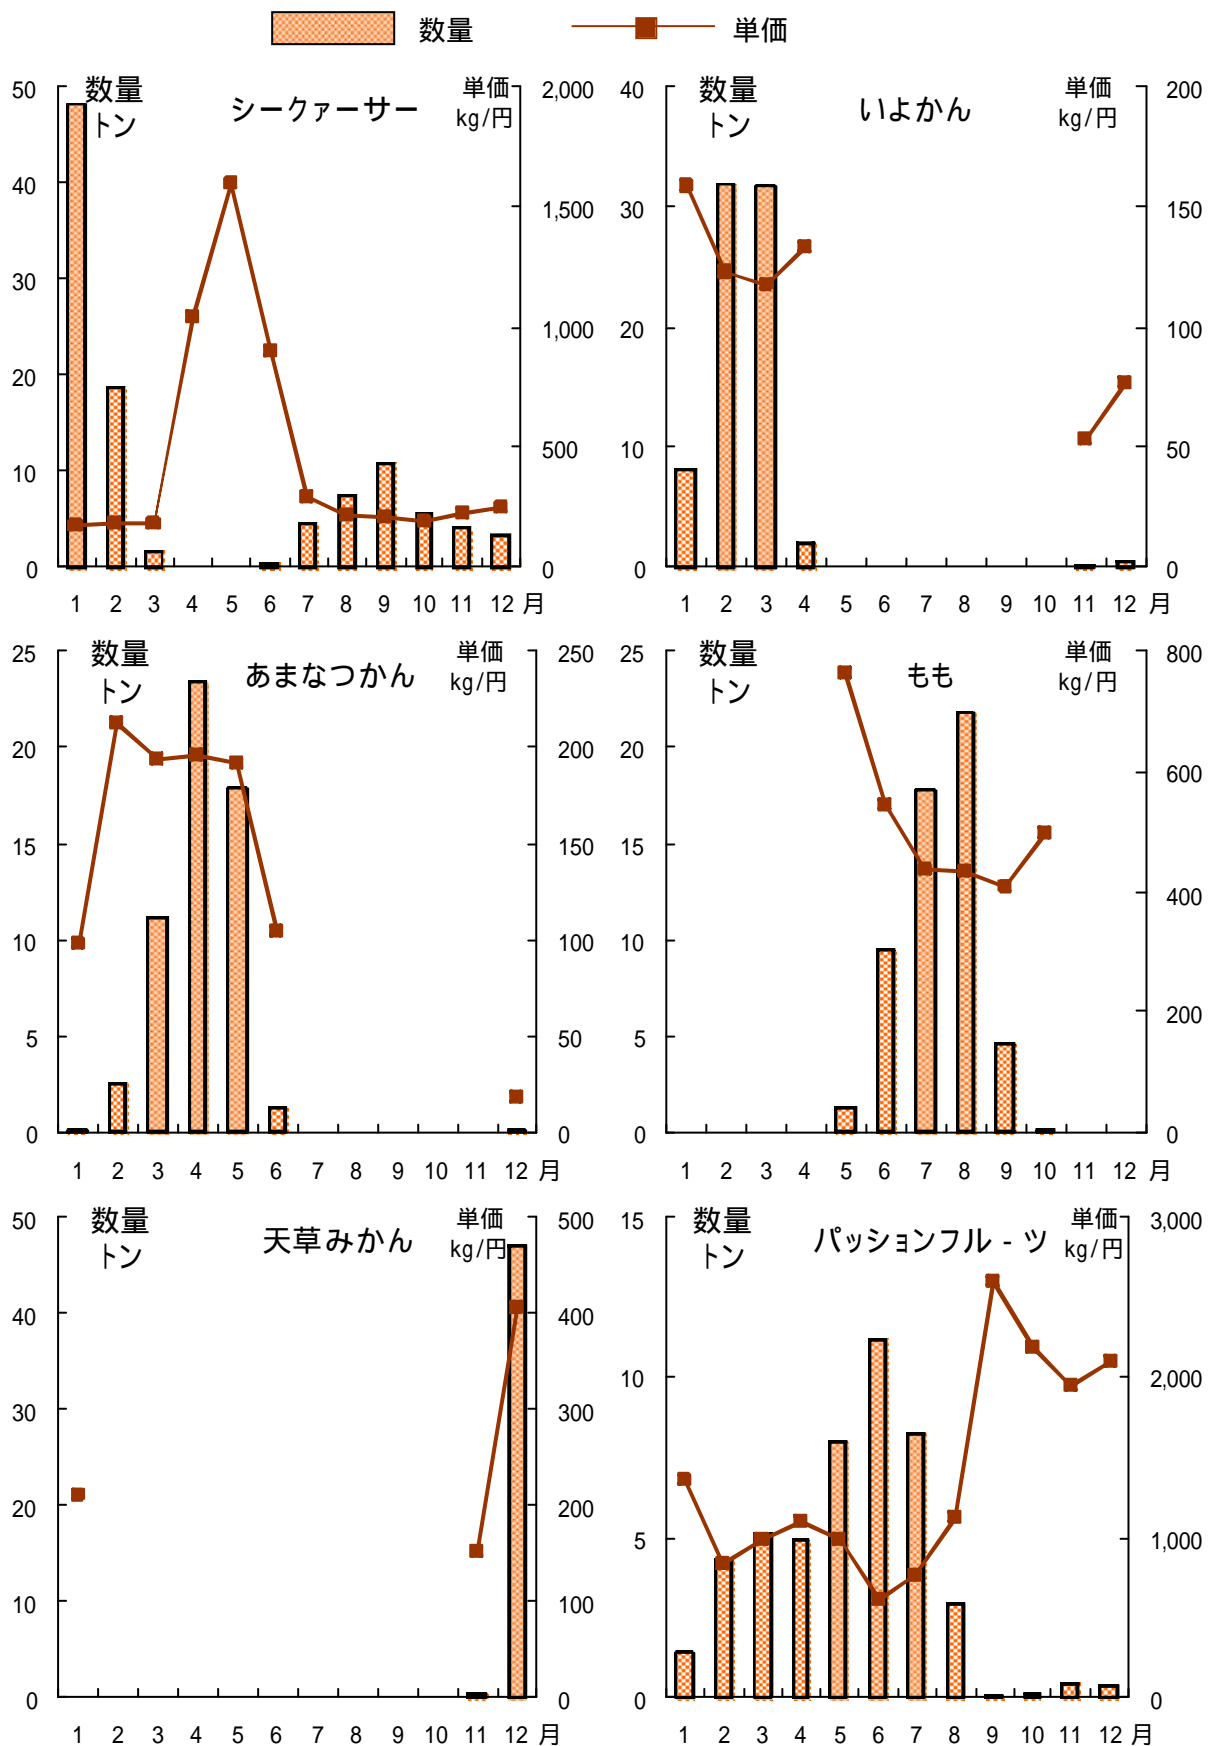 数量 単価
数量
トン
シークァーサー
単価
kg/円
50
40
30
20
10
0
2,000
1,500
1,000
500
0
1 2 3 4 5 6 7 8 9 10 11 12 月
数量
トン
いよかん
単価
kg/円
40
30
20
10
0
200
150
100
50
0
1 2 3 4 5 6 7 8 9 10 11 12 月
数量
トン
あまなつかん
単価
kg/円
25
20
15
10
5
0
250
200
150
100
50
0
1 2 3 4 5 6 7 8 9 10 11 12 月
数量
トン
もも
単価
kg/円
25
20
15
10
5
0
800
600
400
200
0
1 2 3 4 5 6 7 8 9 10 11 12 月
数量
トン
天草みかん
単価
kg/円
50
40
30
20
10
0
500
400
300
200
100
0
1 2 3 4 5 6 7 8 9 10 11 12 月
数量
トン
パッションフル - ツ
単価
kg/円
15
10
5
0
3,000
2,000
1,000
0
1 2 3 4 5 6 7 8 9 10 11 12 月